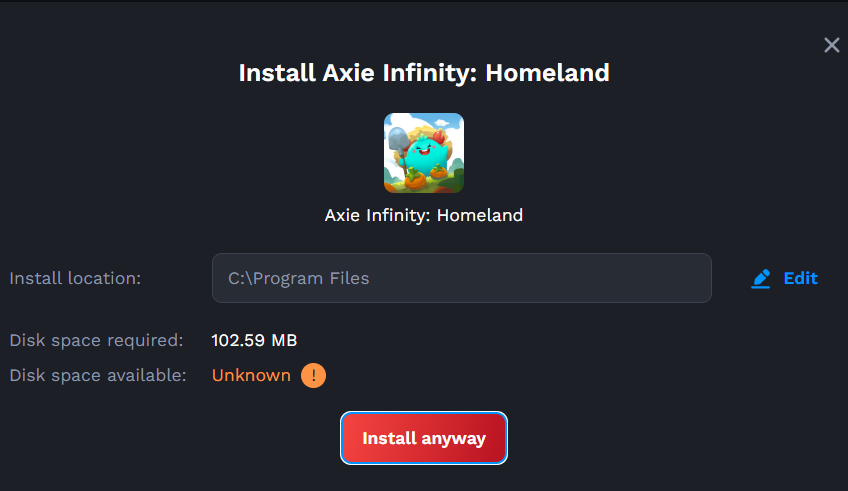 Install Axie Infinity: Homeland
Axie Infinity: Homeland
Install location: C:\Program Files Edit
Disk space required: 102.59 MB
Disk space available: Unknown !
Install anyway